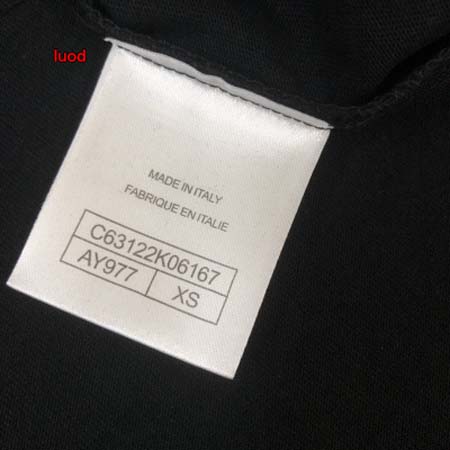 luod
MADE IN ITALY
FABRIQUE EN ITALIE
C63122K06167
AY977
XS